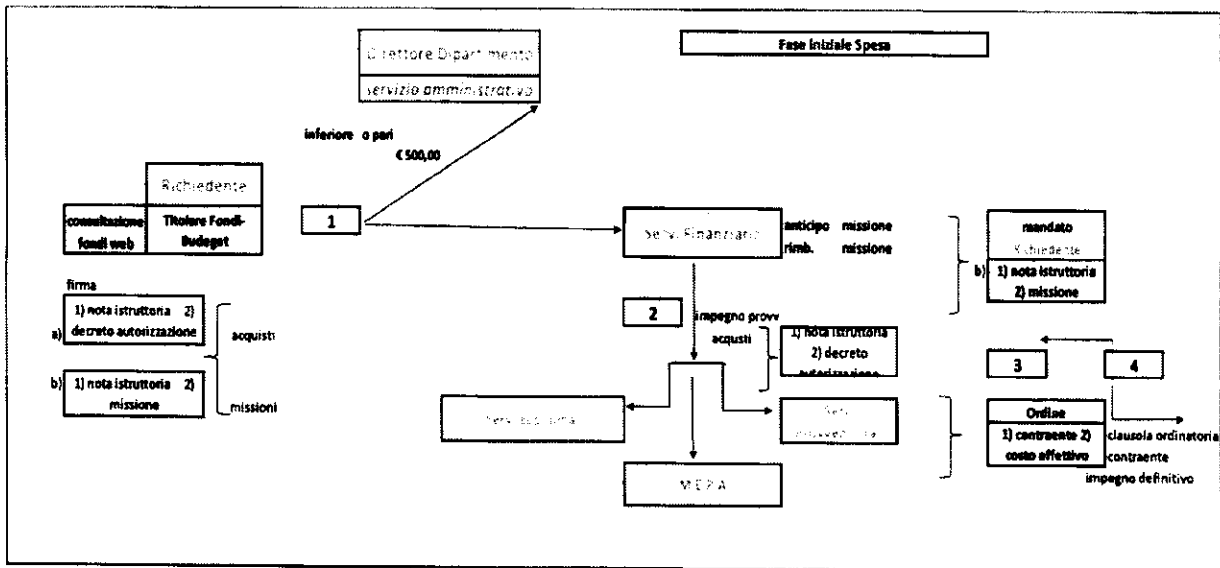 Direttore Dipartimento
servizio amministrativo
Fase Iniziale Spesa
inferiore o pari
€ 500,00
Richiedente
consultazione
fondi web
Titolare Fondi-
Budeget
1
Serv. Finanziario
anticipo missione
rimb. missione
mandato
Richiedente
b) 1) nota istruttoria
2) missione
firma
a) 1) nota istruttoria 2)
decreto autorizzazione
acquisti
b) 1) nota istruttoria 2)
missione
missioni
2
impegno provv
acqusti
1) nota istruttoria
2) decreto
autorizzazione
3
4
Ordine
1) contraente 2)
costo effettivo
clausola ordinatoria
contraente
impegno definitivo
Serv.
M.E.P.A